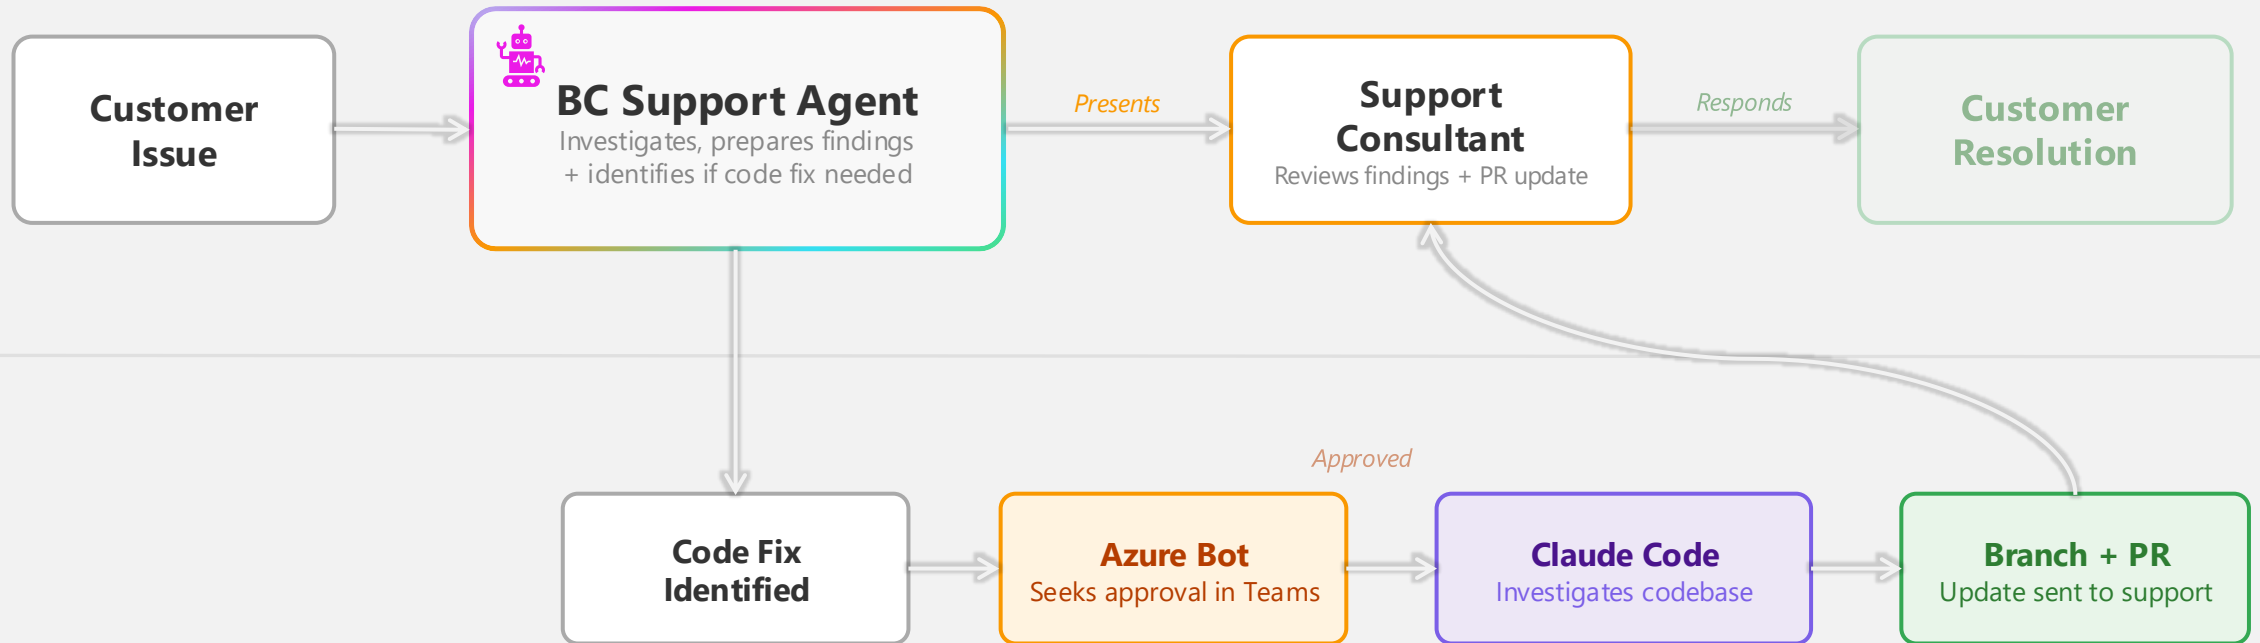 Customer
Issue
BC Support Agent
Investigates, prepares findings
+ identifies if code fix needed
Presents
Support
Consultant
Reviews findings + PR update
Responds
Customer
Resolution
Approved
Code Fix
Identified
Azure Bot
Seeks approval in Teams
Claude Code
Investigates codebase
Branch + PR
Update sent to support